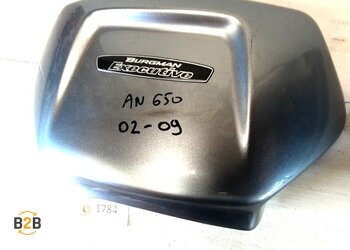 BURGMAN
Executive
AN 650
02-09
1784
B2B